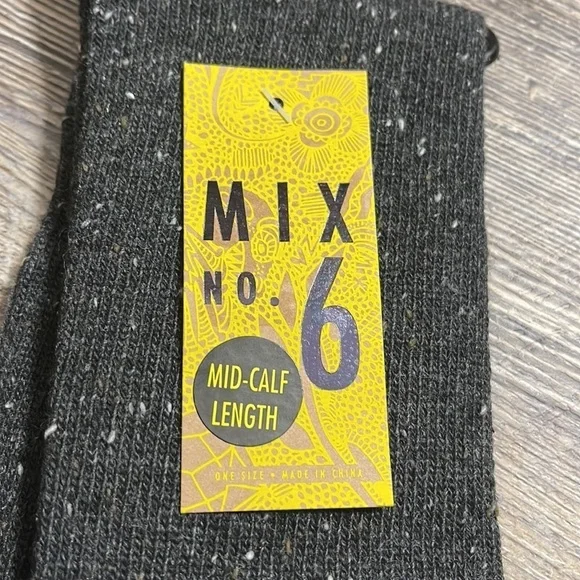 MIX
NO. 6
MID-CALF
LENGTH
ONE SIZE • MADE IN CHINA